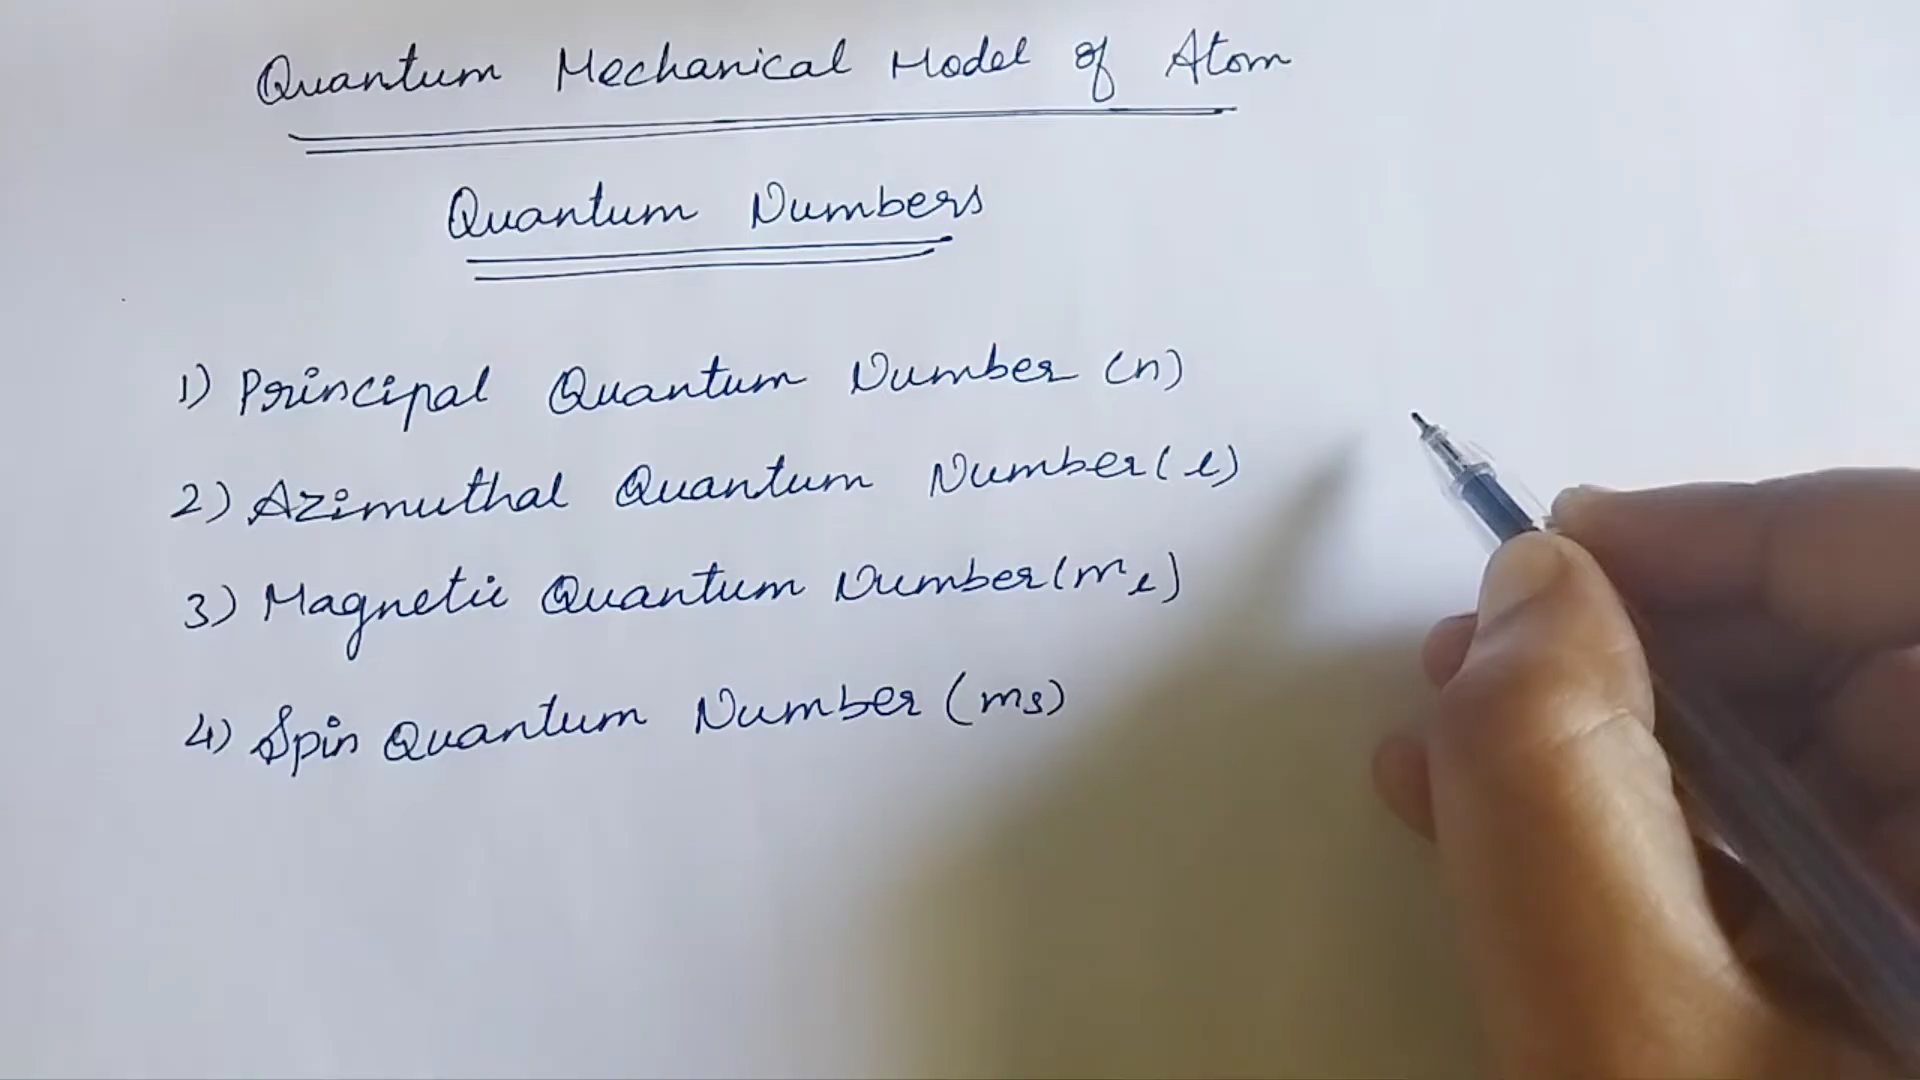 Quantum Mechanical Model of Atom
Quantum Numbers
1) Principal Quantum Number (n)
2) Azimuthal Quantum Number (l)
3) Magnetic Quantum Number (ml)
4) Spin Quantum Number (ms)